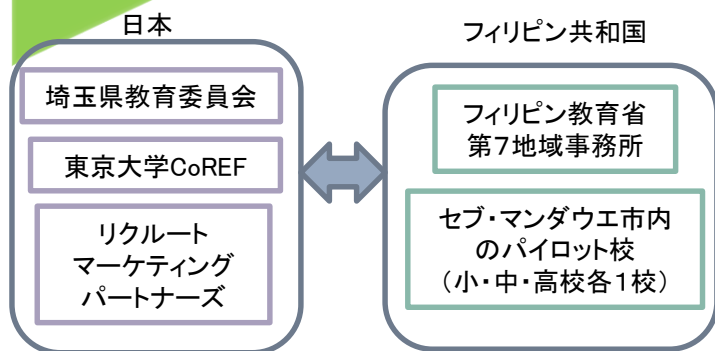 日本
埼玉県教育委員会
東京大学CoREF
リクルート
マーケティング
パートナーズ
フィリピン共和国
フィリピン教育省
第7地域事務所
セブ・マンダウエ市内
のパイロット校
（小・中・高校各1校）